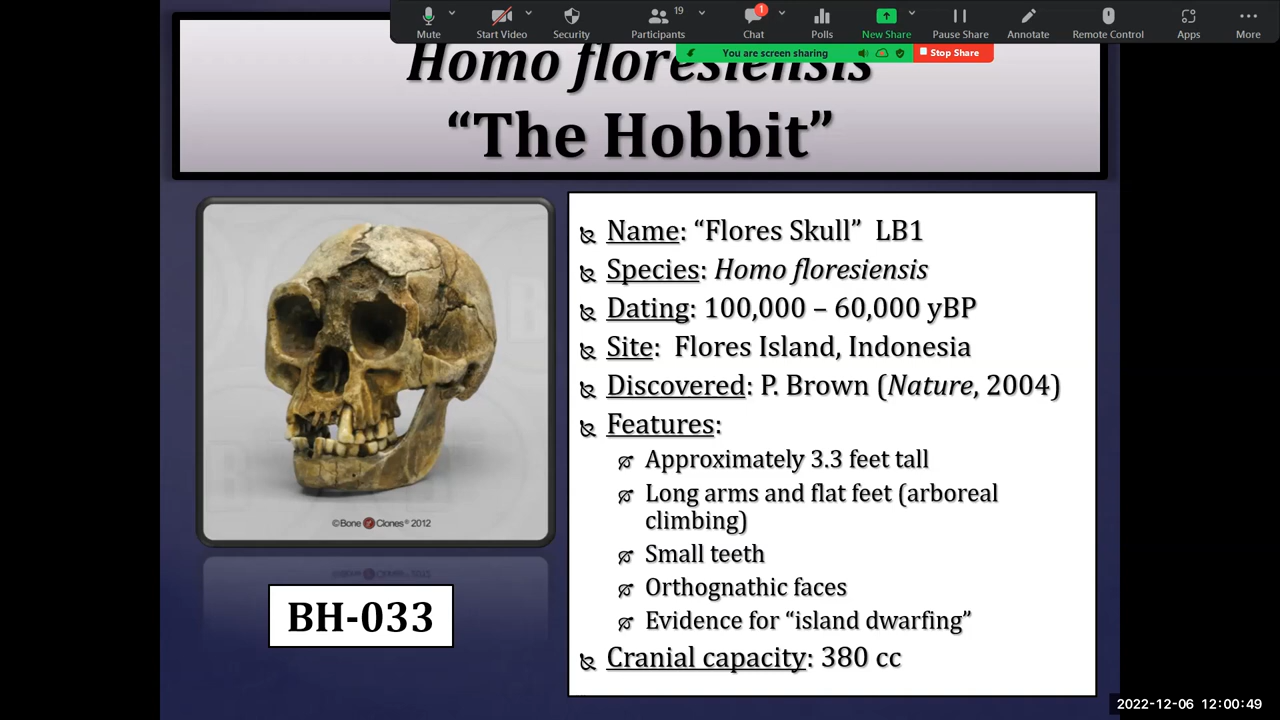 Mute
Start Video
Security
Participants
19
Chat
1
Polls
New Share
Pause Share
Annotate
Remote Control
Apps
More
You are screen sharing
Stop Share
Homo floresiensis
“The Hobbit”
Name: “Flores Skull” LB1
Species: Homo floresiensis
Dating: 100,000 – 60,000 yBP
Site: Flores Island, Indonesia
Discovered: P. Brown (Nature, 2004)
Features:
Approximately 3.3 feet tall
Long arms and flat feet (arboreal
climbing)
Small teeth
Orthognathic faces
Evidence for “island dwarfing”
Cranial capacity: 380 cc
©Bone Clones® 2012
BH-033
2022-12-06 12:00:49